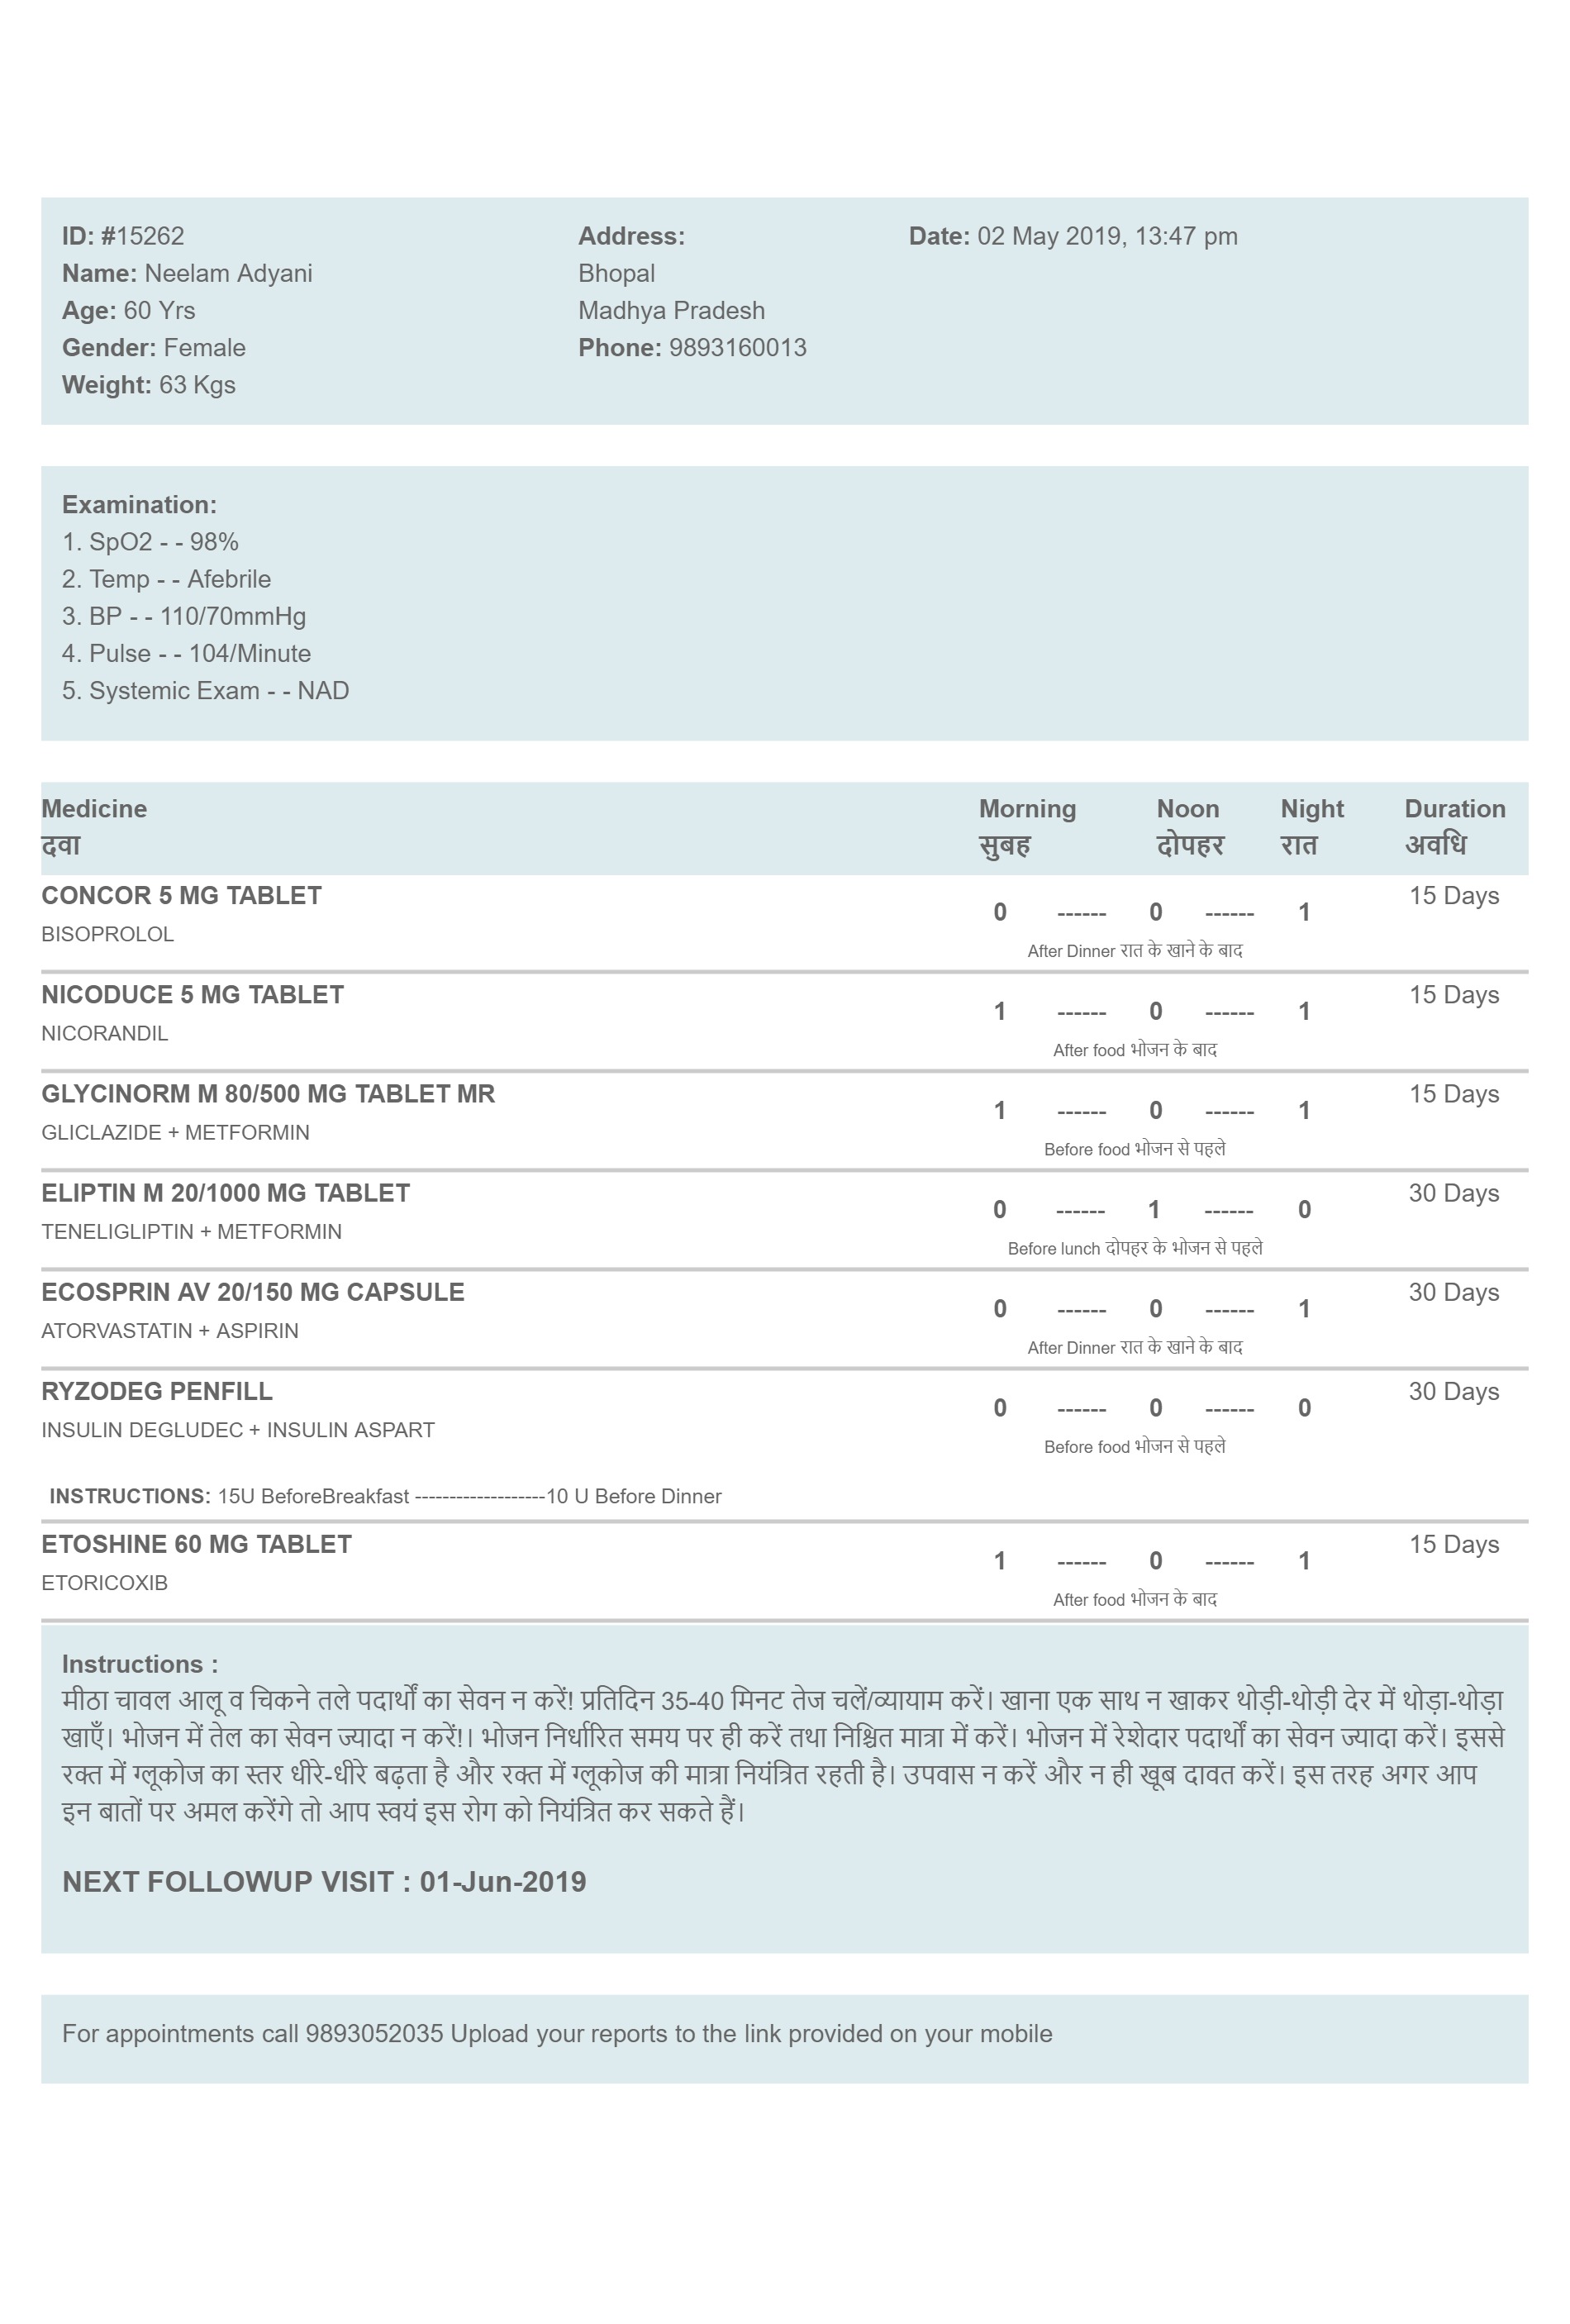 ID: #15262
Name: Neelam Adyani
Age: 60 Yrs
Gender: Female
Weight: 63 Kgs
Address:
Bhopal
Madhya Pradesh
Phone: 9893160013
Date: 02 May 2019, 13:47 pm
Examination:
1. SpO2 - - 98%
2. Temp - - Afebrile
3. BP - - 110/70mmHg
4. Pulse - - 104/Minute
5. Systemic Exam - - NAD
Medicine Morning Noon Night Duration
दवा सुबह दोपहर रात अवधि
CONCOR 5 MG TABLET 15 Days
0 ------ 0 ------ 1
BISOPROLOL
After Dinner रात के खाने के बाद
NICODUCE 5 MG TABLET 15 Days
1 ------ 0 ------ 1
NICORANDIL
After food भोजन के बाद
GLYCINORM M 80/500 MG TABLET MR 15 Days
1 ------ 0 ------ 1
GLICLAZIDE + METFORMIN
Before food भोजन से पहले
ELIPTIN M 20/1000 MG TABLET 30 Days
0 ------ 1 ------ 0
TENELIGLIPTIN + METFORMIN
Before lunch दोपहर के भोजन से पहले
ECOSPRIN AV 20/150 MG CAPSULE 30 Days
0 ------ 0 ------ 1
ATORVASTATIN + ASPIRIN
After Dinner रात के खाने के बाद
RYZODEG PENFILL 30 Days
0 ------ 0 ------ 0
INSULIN DEGLUDEC + INSULIN ASPART
Before food भोजन से पहले
INSTRUCTIONS: 15U BeforeBreakfast -------------------10 U Before Dinner
ETOSHINE 60 MG TABLET 15 Days
1 ------ 0 ------ 1
ETORICOXIB
After food भोजन के बाद
Instructions :
मीठा चावल आलू व चिकने तले पदार्थों का सेवन न करें! प्रतिदिन 35-40 मिनट तेज चलें/व्यायाम करें। खाना एक साथ न खाकर थोड़ी-थोड़ी देर में थोड़ा-थोड़ा
खाएँ। भोजन में तेल का सेवन ज्यादा न करें!। भोजन निर्धारित समय पर ही करें तथा निश्चित मात्रा में करें। भोजन में रेशेदार पदार्थों का सेवन ज्यादा करें। इससे
रक्त में ग्लूकोज का स्तर धीरे-धीरे बढ़ता है और रक्त में ग्लूकोज की मात्रा नियंत्रित रहती है। उपवास न करें और न ही खूब दावत करें। इस तरह अगर आप
इन बातों पर अमल करेंगे तो आप स्वयं इस रोग को नियंत्रित कर सकते हैं।
NEXT FOLLOWUP VISIT : 01-Jun-2019
For appointments call 9893052035 Upload your reports to the link provided on your mobile